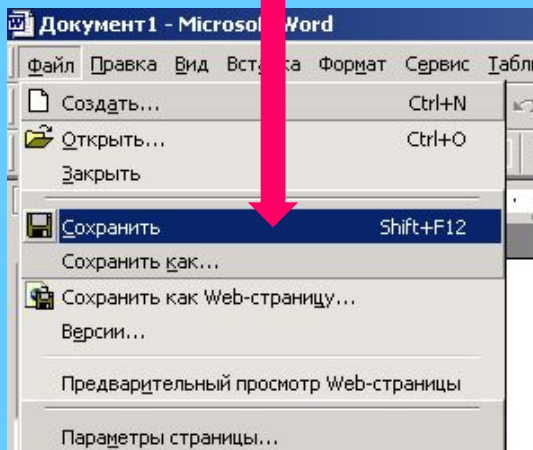 Документ1 - Microsoft Word
Файл Правка Вид Вставка Формат Сервис
Создать... Ctrl+N
Открыть... Ctrl+O
Закрыть
Сохранить Shift+F12
Сохранить как...
Сохранить как Web-страницу...
Версии...
Предварительный просмотр Web-страницы
Параметры страницы...